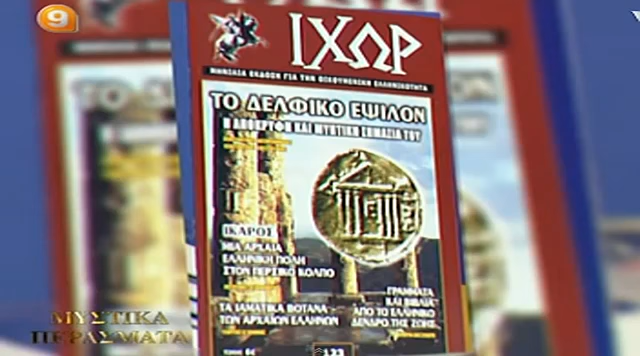 9
ΙΧΩΡ
ΜΗΝΙΑΙΑ ΕΚΔΟΣΗ ΓΙΑ ΤΗΝ ΟΙΚΟΥΜΕΝΙΚΗ ΕΛΛΗΝΙΚΟΤΗΤΑ
ΤΟ ΔΕΛΦΙΚΟ ΕΨΙΛΟΝ
Η ΑΠΟΚΡΥΦΗ ΚΑΙ ΜΥΣΤΙΚΗ ΣΗΜΑΣΙΑ ΤΟΥ
ΙΚΑΡΟΣ
ΜΙΑ ΑΡΧΑΙΑ
ΕΛΛΗΝΙΚΗ ΠΟΛΗ
ΣΤΟΝ ΠΕΡΣΙΚΟ ΚΟΛΠΟ
ΓΡΑΜΜΑΤΑ
ΚΑΙ ΒΙΒΛΙΑ
ΑΠΟ ΤΟ ΕΛΛΗΝΙΚΟ
ΔΕΝΔΡΟ ΤΗΣ ΖΩΗΣ
ΤΑ ΙΑΜΑΤΙΚΑ ΒΟΤΑΝΑ
ΤΩΝ ΑΡΧΑΙΩΝ ΕΛΛΗΝΩΝ
ΜΥΣΤΙΚΑ
ΠΕΡΑΣΜΑΤΑ